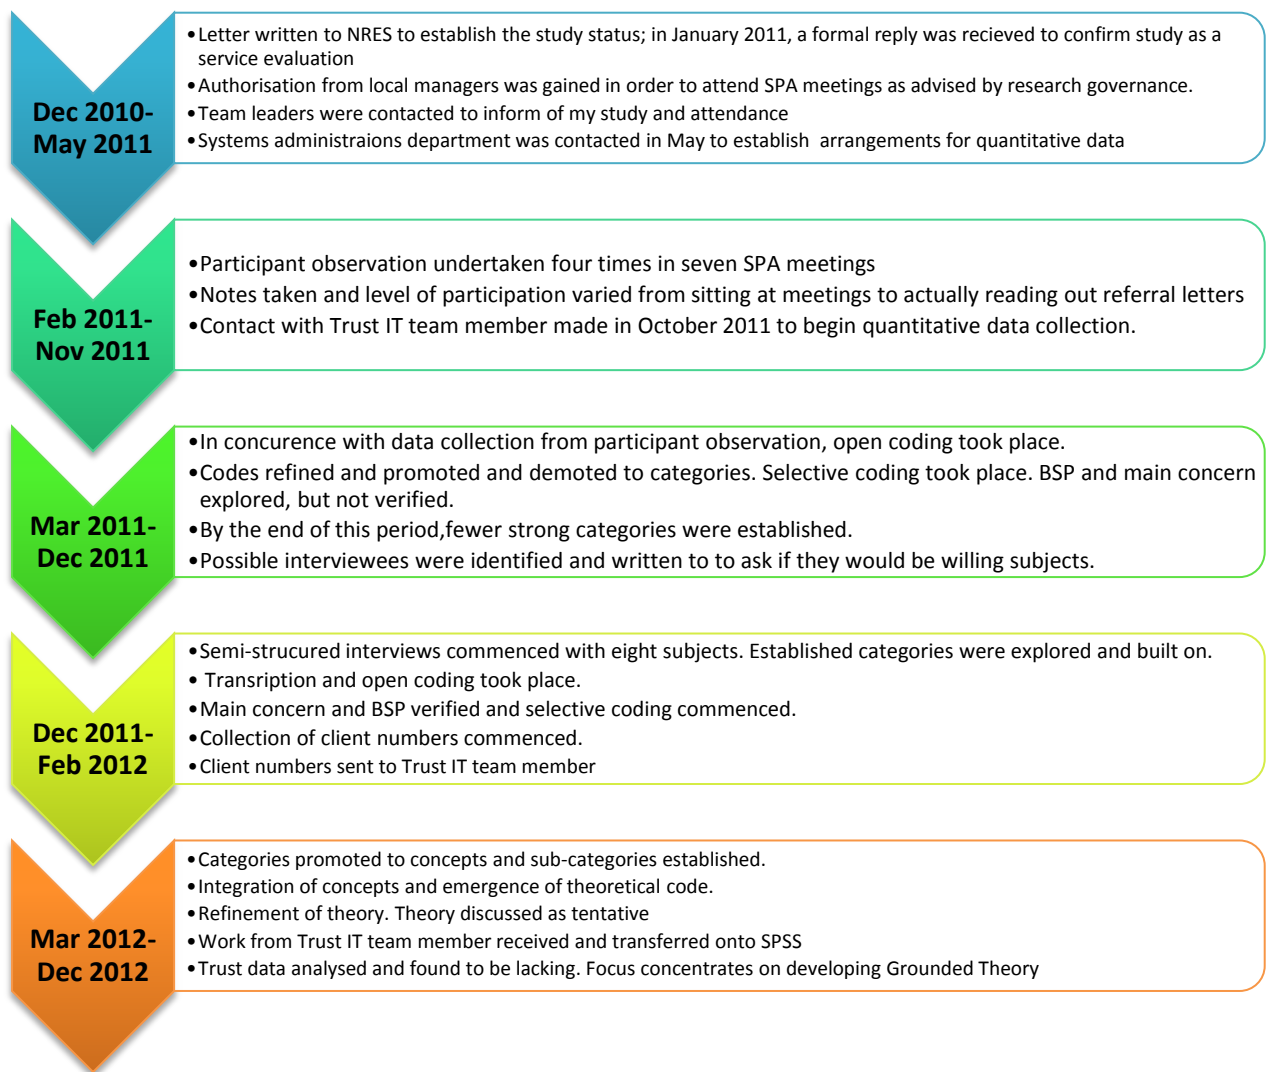 Dec 2010-
May 2011
•Letter written to NRES to establish the study status; in January 2011, a formal reply was recieved to confirm study as a
service evaluation
•Authorisation from local managers was gained in order to attend SPA meetings as advised by research governance.
•Team leaders were contacted to inform of my study and attendance
•Systems administraions department was contacted in May to establish arrangements for quantitative data
Feb 2011-
Nov 2011
•Participant observation undertaken four times in seven SPA meetings
•Notes taken and level of participation varied from sitting at meetings to actually reading out referral letters
•Contact with Trust IT team member made in October 2011 to begin quantitative data collection.
Mar 2011-
Dec 2011
•In concurence with data collection from participant observation, open coding took place.
•Codes refined and promoted and demoted to categories. Selective coding took place. BSP and main concern
explored, but not verified.
•By the end of this period,fewer strong categories were established.
•Possible interviewees were identified and written to to ask if they would be willing subjects.
Dec 2011-
Feb 2012
•Semi-strucured interviews commenced with eight subjects. Established categories were explored and built on.
• Transription and open coding took place.
•Main concern and BSP verified and selective coding commenced.
•Collection of client numbers commenced.
•Client numbers sent to Trust IT team member
Mar 2012-
Dec 2012
•Categories promoted to concepts and sub-categories established.
•Integration of concepts and emergence of theoretical code.
•Refinement of theory. Theory discussed as tentative
•Work from Trust IT team member received and transferred onto SPSS
•Trust data analysed and found to be lacking. Focus concentrates on developing Grounded Theory